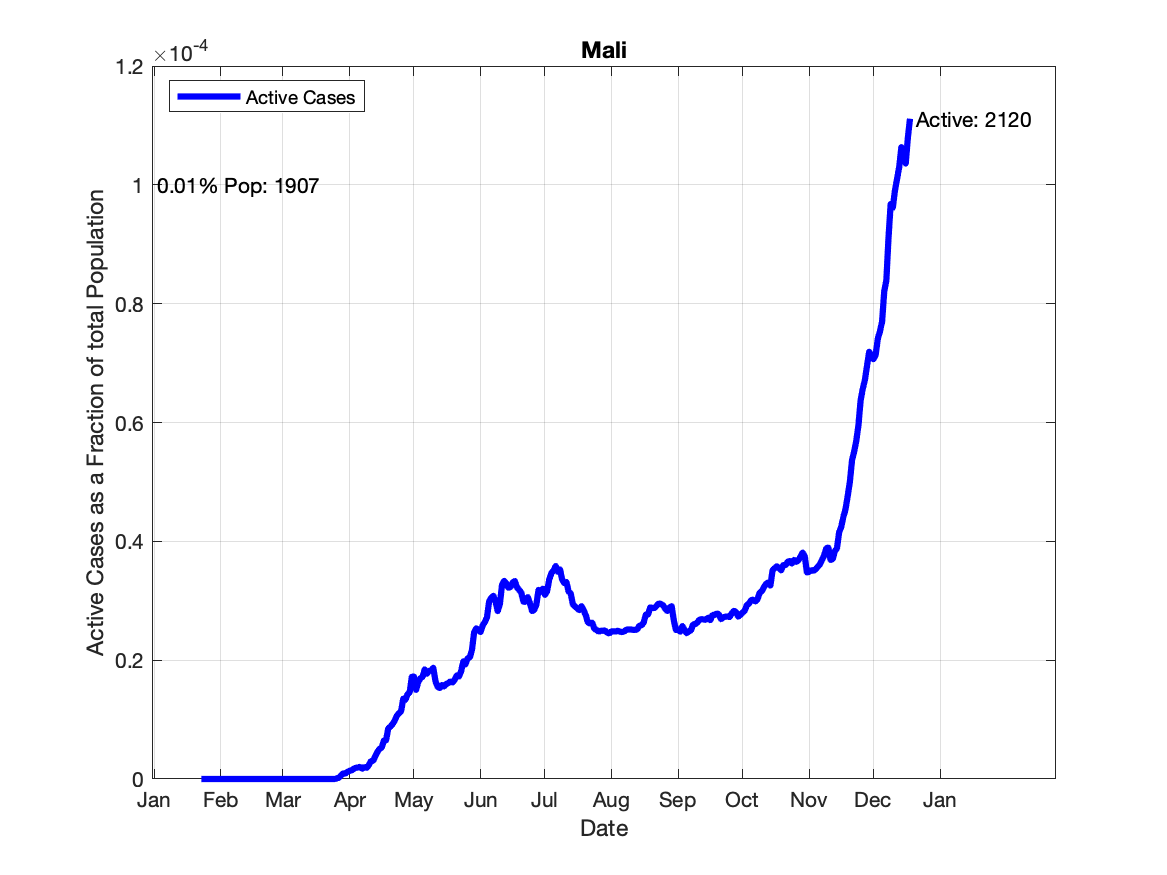 Mali
×10-4
1.2
1
0.8
0.6
0.4
0.2
0
Active Cases
Active: 2120
0.01% Pop: 1907
Active Cases as a Fraction of total Population
Jan Feb Mar Apr May Jun Jul Aug Sep Oct Nov Dec Jan
Date